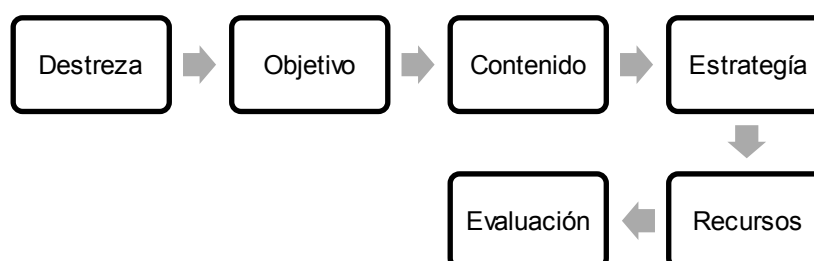 Destreza
Objetivo
Contenido
Estrategía
Recursos
Evaluación